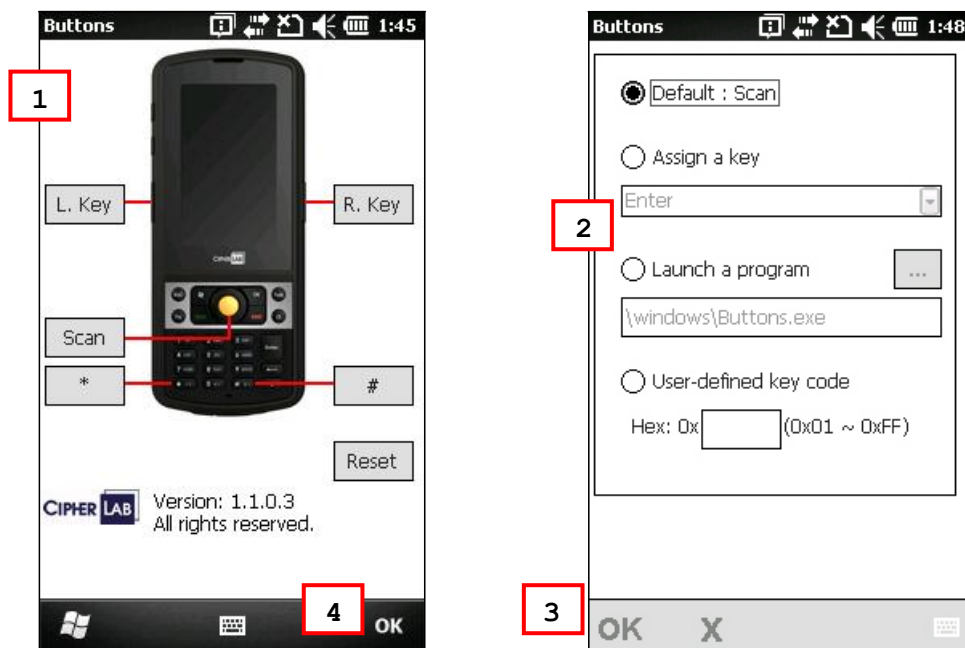 Buttons 1:45
1
L. Key
R. Key
CIPHERLAB
Scan
*
#
Reset
CIPHER LAB
Version: 1.1.0.3
All rights reserved.
4
OK
Buttons 1:48
Default : Scan
Assign a key
Enter
2
Launch a program
...
\windows\Buttons.exe
User-defined key code
Hex: 0x (0x01 ~ 0xFF)
3
OK X